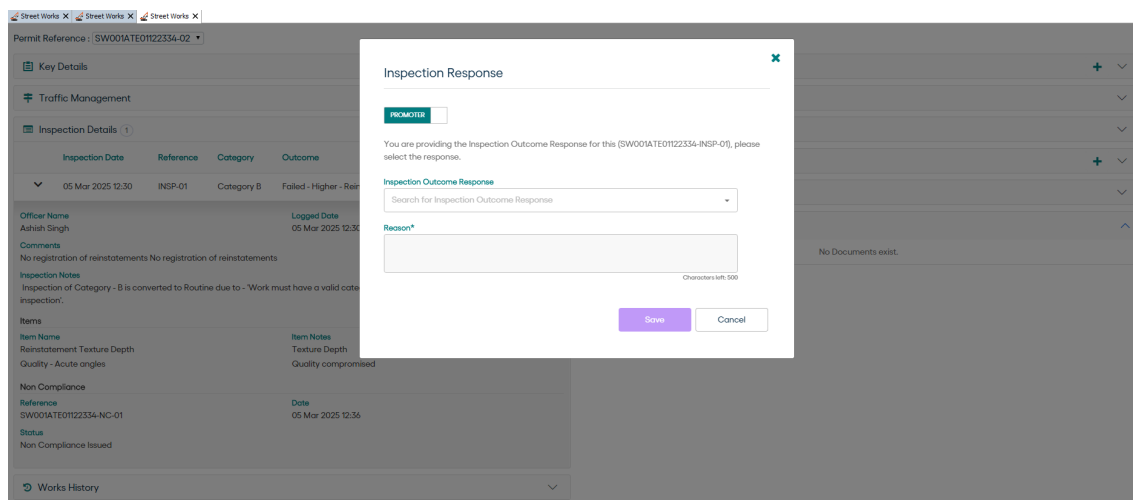 Street Works X Street Works X Street Works X
Permit Reference : SW001ATE01122334-02
Key Details
Traffic Management
Inspection Details 1
Inspection Date Reference Category Outcome
05 Mar 2025 12:30 INSP-01 Category B Failed - Higher - Rein
Officer Name Logged Date
Ashish Singh 05 Mar 2025 12:30
Comments
No registration of reinstatements No registration of reinstatements
Inspection Notes
Inspection of Category - B is converted to Routine due to - 'Work must have a valid cate
inspection'.
Items
Item Name Item Notes
Reinstatement Texture Depth Texture Depth
Quality - Acute angles Quality compromised
Non Compliance
Reference Date
SW001ATE01122334-NC-01 05 Mar 2025 12:36
Status
Non Compliance Issued
Works History
Inspection Response
PROMOTER
You are providing the Inspection Outcome Response for this (SW001ATE01122334-INSP-01), please
select the response.
Inspection Outcome Response
Search for Inspection Outcome Response
Reason*
Characters left: 500
Save Cancel
No Documents exist.